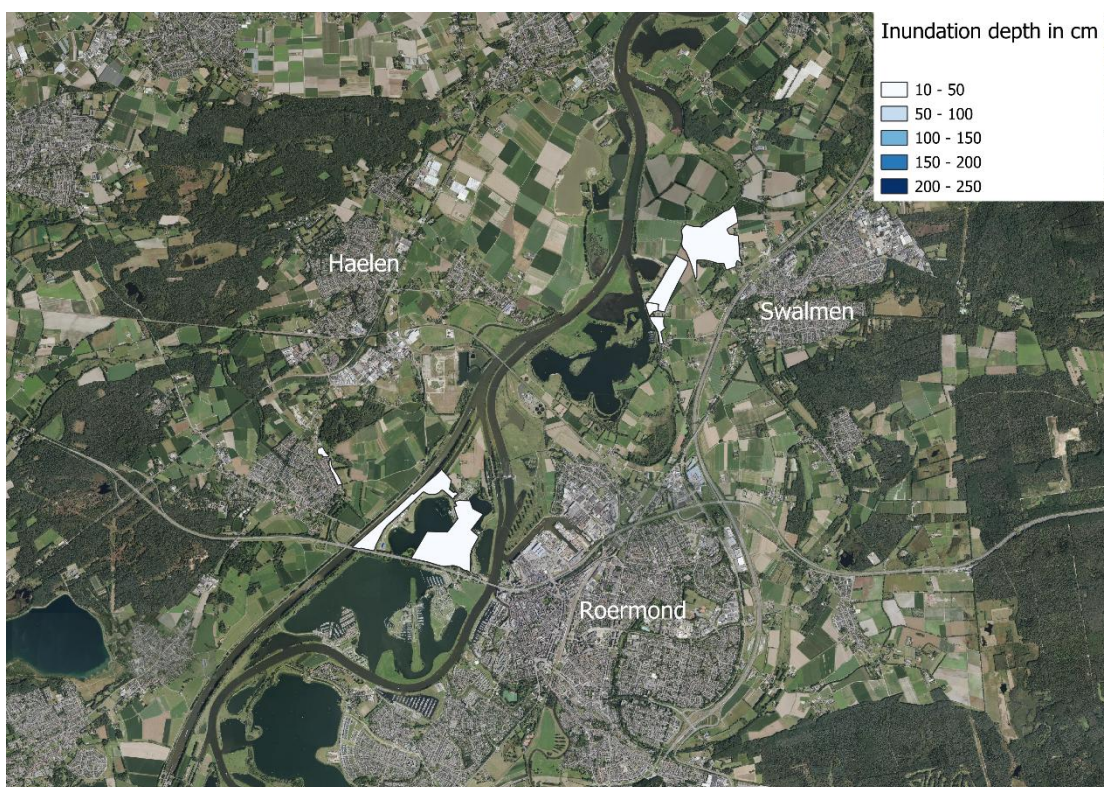 Inundation depth in cm
10 - 50
50 - 100
100 - 150
150 - 200
200 - 250
Haelen
Swalmen
Roermond